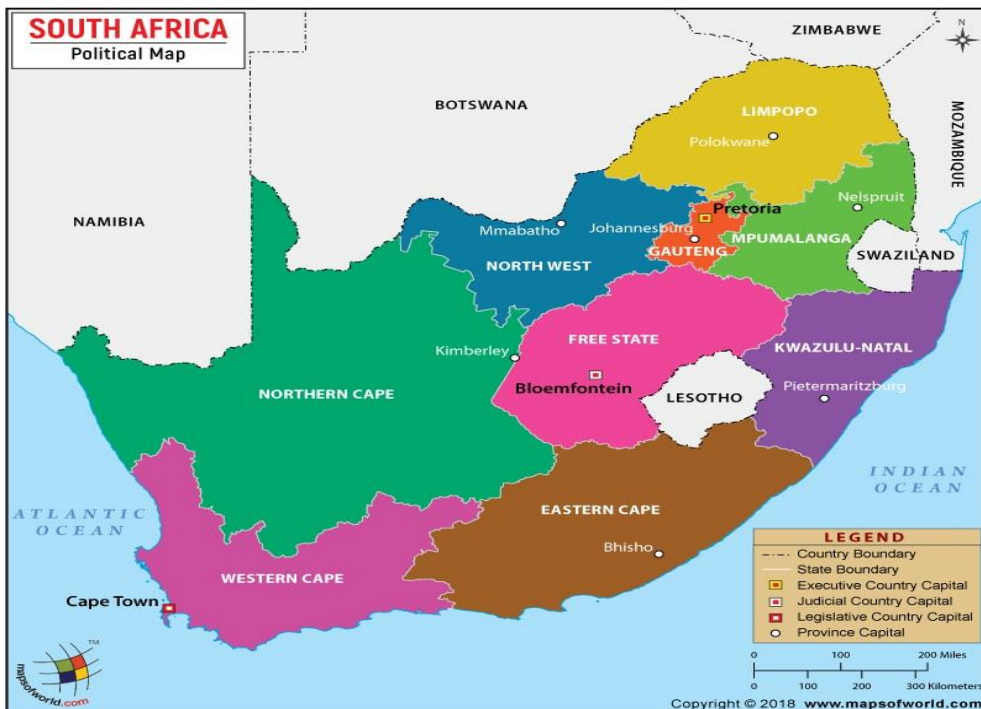 SOUTH AFRICA
Political Map
ZIMBABWE
N
BOTSWANA
MOZAMBIQUE
LIMPOPO
Polokwane
NAMIBIA
Nelspruit
Pretoria
Mmabatho
Johannesburg
GAUTENG
MPUMALANGA
NORTH WEST
SWAZILAND
FREE STATE
KWAZULU-NATAL
Kimberley
Bloemfontein
Pietermaritzburg
NORTHERN CAPE
LESOTHO
INDIAN
OCEAN
ATLANTIC
OCEAN
EASTERN CAPE
Bhisho
WESTERN CAPE
Cape Town
LEGEND
Country Boundary
State Boundary
Executive Country Capital
Judicial Country Capital
Legislative Country Capital
Province Capital
0 100 200 Miles
0 100 200 300 Kilometers
TM
mapsofworld.com
Copyright © 2018 www.mapsofworld.com